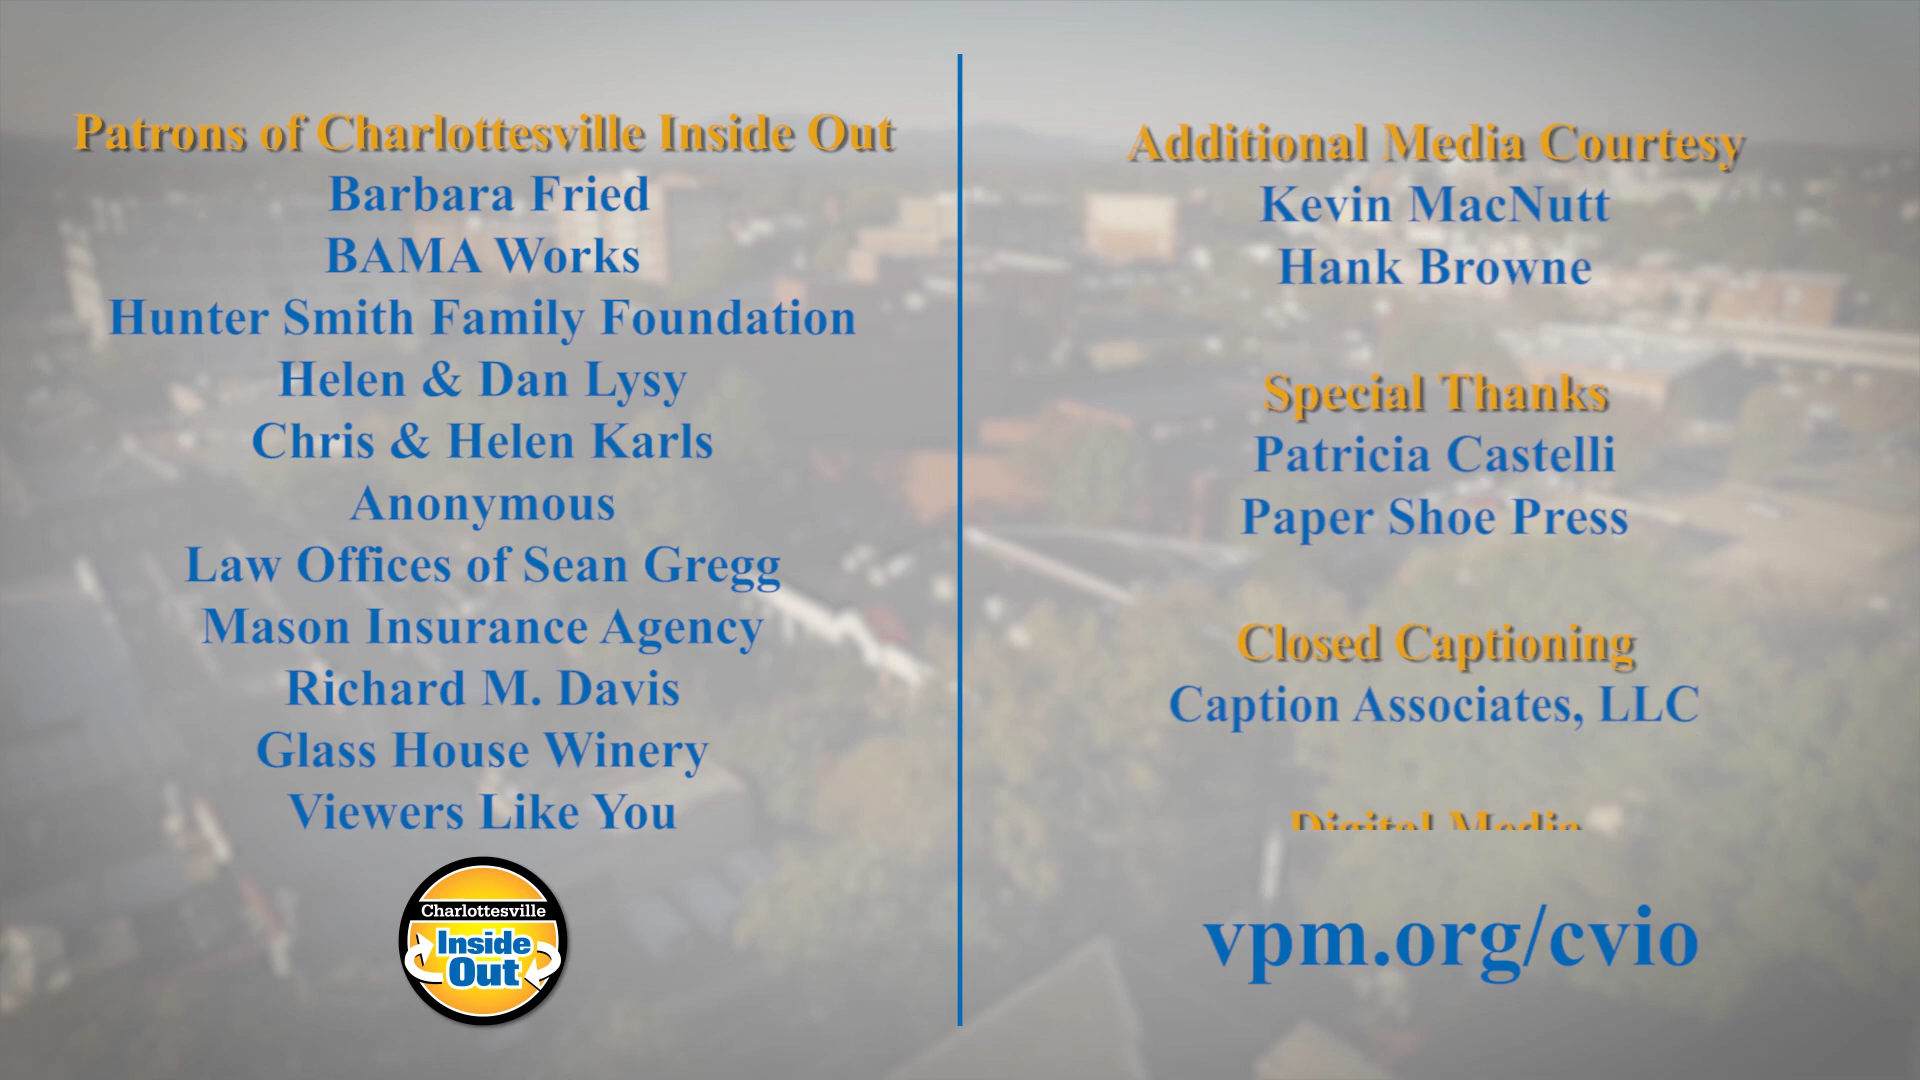 Patrons of Charlottesville Inside Out
Barbara Fried
BAMA Works
Hunter Smith Family Foundation
Helen & Dan Lysy
Chris & Helen Karls
Anonymous
Law Offices of Sean Gregg
Mason Insurance Agency
Richard M. Davis
Glass House Winery
Viewers Like You
Charlottesville
Inside
Out
Additional Media Courtesy
Kevin MacNutt
Hank Browne
Special Thanks
Patricia Castelli
Paper Shoe Press
Closed Captioning
Caption Associates, LLC
Digital Media
vpm.org/cvio